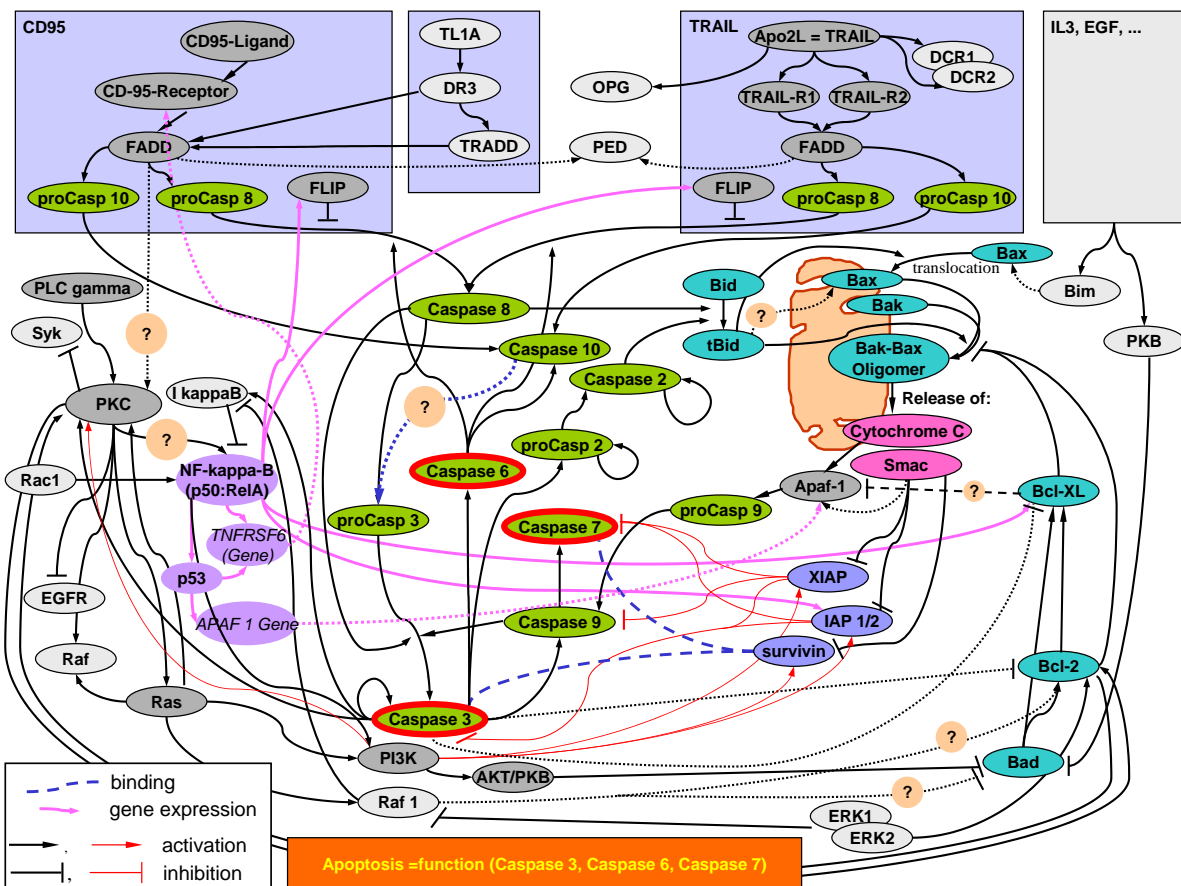 CD95
CD95-Ligand
CD-95-Receptor
FADD
proCasp 10
proCasp 8
FLIP
TL1A
DR3
TRADD
OPG
PED
TRAIL
Apo2L = TRAIL
DCR1
DCR2
TRAIL-R1
TRAIL-R2
FADD
FLIP
proCasp 8
proCasp 10
IL3, EGF, ...
PLC gamma
Syk
?
PKC
I kappaB
?
Rac1
NF-kappa-B
(p50:RelA)
TNFRSF6
(Gene)
p53
APAF 1 Gene
EGFR
Raf
Ras
Caspase 8
Caspase 10
?
Caspase 2
proCasp 2
Caspase 6
proCasp 3
Caspase 7
proCasp 9
Caspase 9
Caspase 3
PI3K
AKT/PKB
Raf 1
Bid
tBid
?
translocation
Bax
Bax
Bak
Bim
PKB
Bak-Bax
Oligomer
Release of:
Cytochrome C
Smac
Apaf-1
?
Bcl-XL
XIAP
IAP 1/2
survivin
Bcl-2
?
Bad
?
ERK1
ERK2
binding
gene expression
, activation
, inhibition
Apoptosis =function (Caspase 3, Caspase 6, Caspase 7)